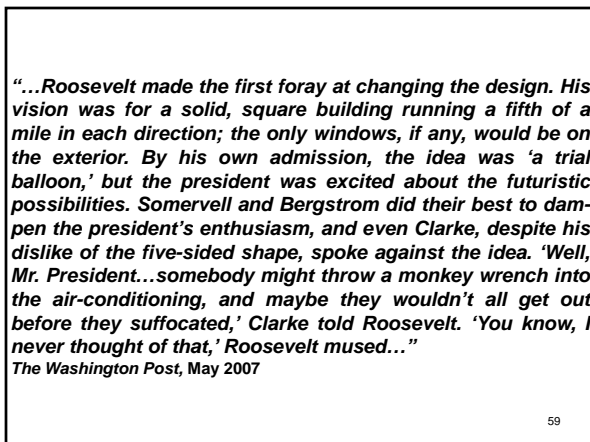 “…Roosevelt made the first foray at changing the design. His
vision was for a solid, square building running a fifth of a
mile in each direction; the only windows, if any, would be on
the exterior. By his own admission, the idea was ‘a trial
balloon,’ but the president was excited about the futuristic
possibilities. Somervell and Bergstrom did their best to dam-
pen the president’s enthusiasm, and even Clarke, despite his
dislike of the five-sided shape, spoke against the idea. ‘Well,
Mr. President…somebody might throw a monkey wrench into
the air-conditioning, and maybe they wouldn’t all get out
before they suffocated,’ Clarke told Roosevelt. ‘You know, I
never thought of that,’ Roosevelt mused…”
The Washington Post, May 2007
59